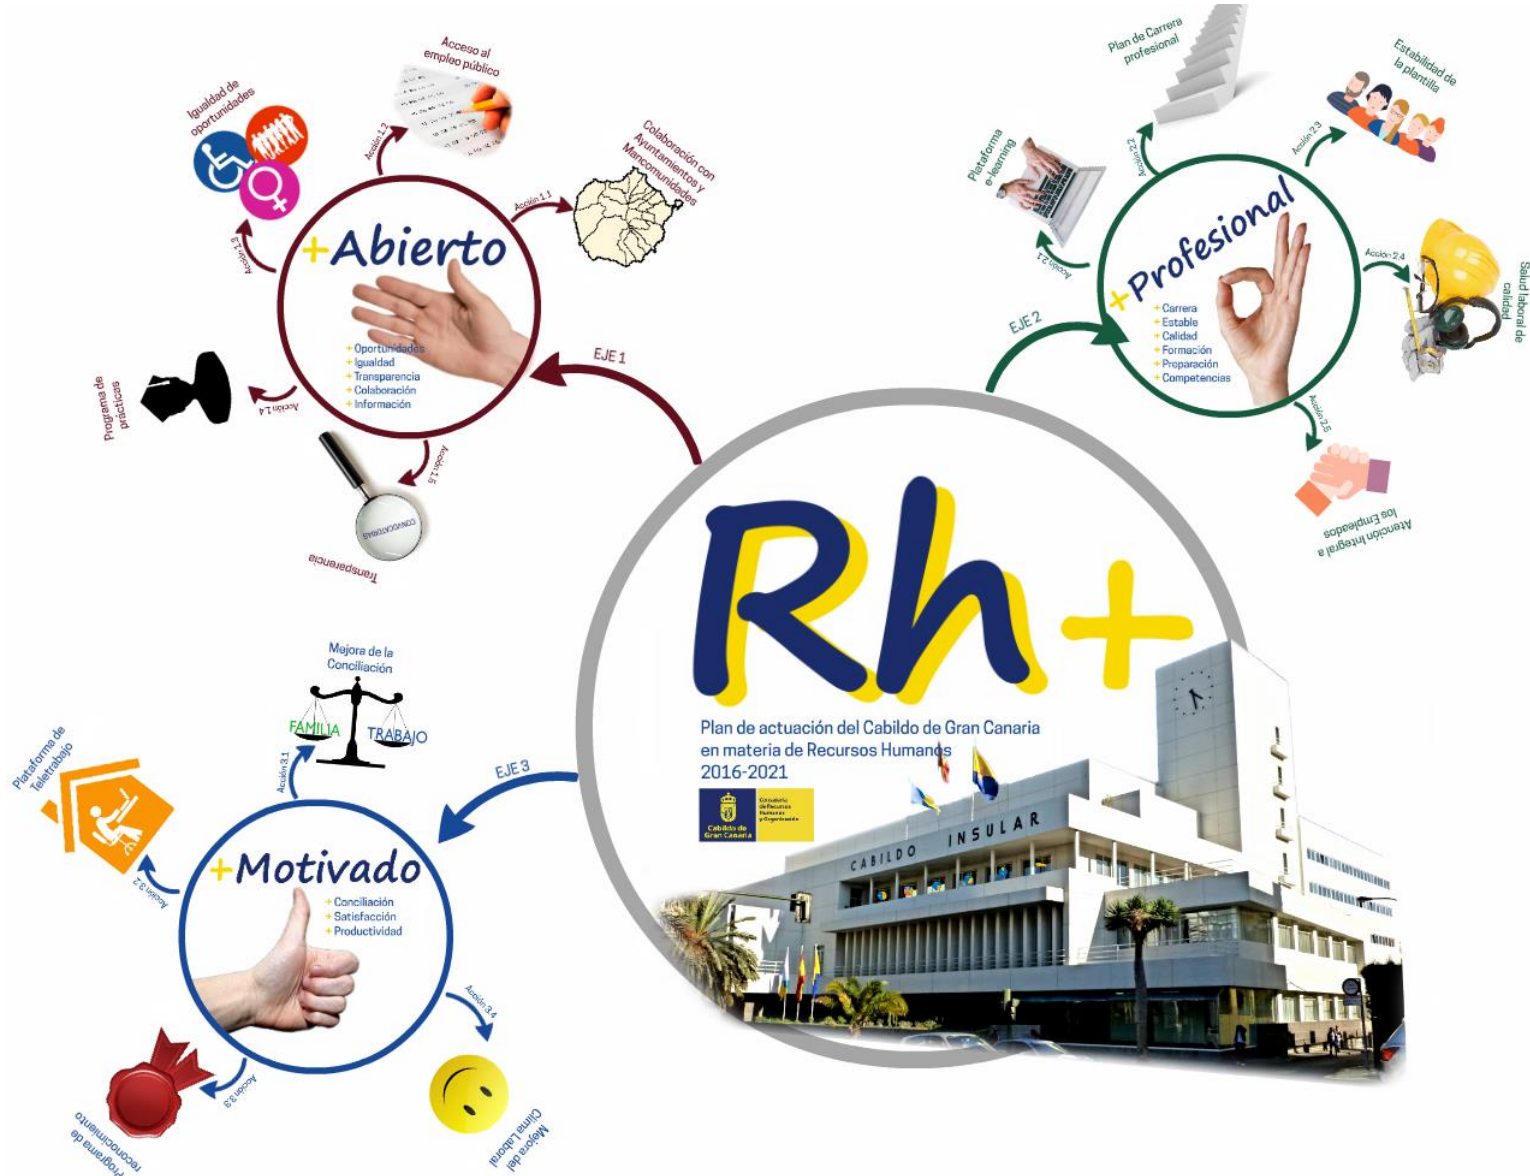 Rh+
Plan de actuación del Cabildo de Gran Canaria
en materia de Recursos Humanos
2016-2021
Cabildo de
Gran Canaria
Consejería
de Recursos
Humanos
y Organización
CABILDO INSULAR
EJE 1
+Abierto
+ Oportunidades
+ Igualdad
+ Transparencia
+ Colaboración
+ Información
Acción 1.1
Colaboración con
Ayuntamientos y
Mancomunidades
Acción 1.2
Acceso al
empleo público
Acción 1.3
Igualdad de
oportunidades
Acción 1.4
Programa de
prácticas
Acción 1.5
CONVOCATORIAS
Transparencia
EJE 2
+Profesional
+ Carrera
+ Estable
+ Calidad
+ Formación
+ Preparación
+ Competencias
Acción 2.1
Plataforma
e-learning
Acción 2.2
Plan de Carrera
profesional
Acción 2.3
Estabilidad de
la plantilla
Acción 2.4
Salud laboral de
calidad
Acción 2.5
Atención Integral a
los Empleados
EJE 3
+Motivado
+ Conciliación
+ Satisfacción
+ Productividad
Acción 3.1
Mejora de la
Conciliación
FAMILIA
TRABAJO
Acción 3.2
Plataforma de
Teletrabajo
Acción 3.3
Programa de
reconocimiento
Acción 3.4
Mejora del
Clima Laboral